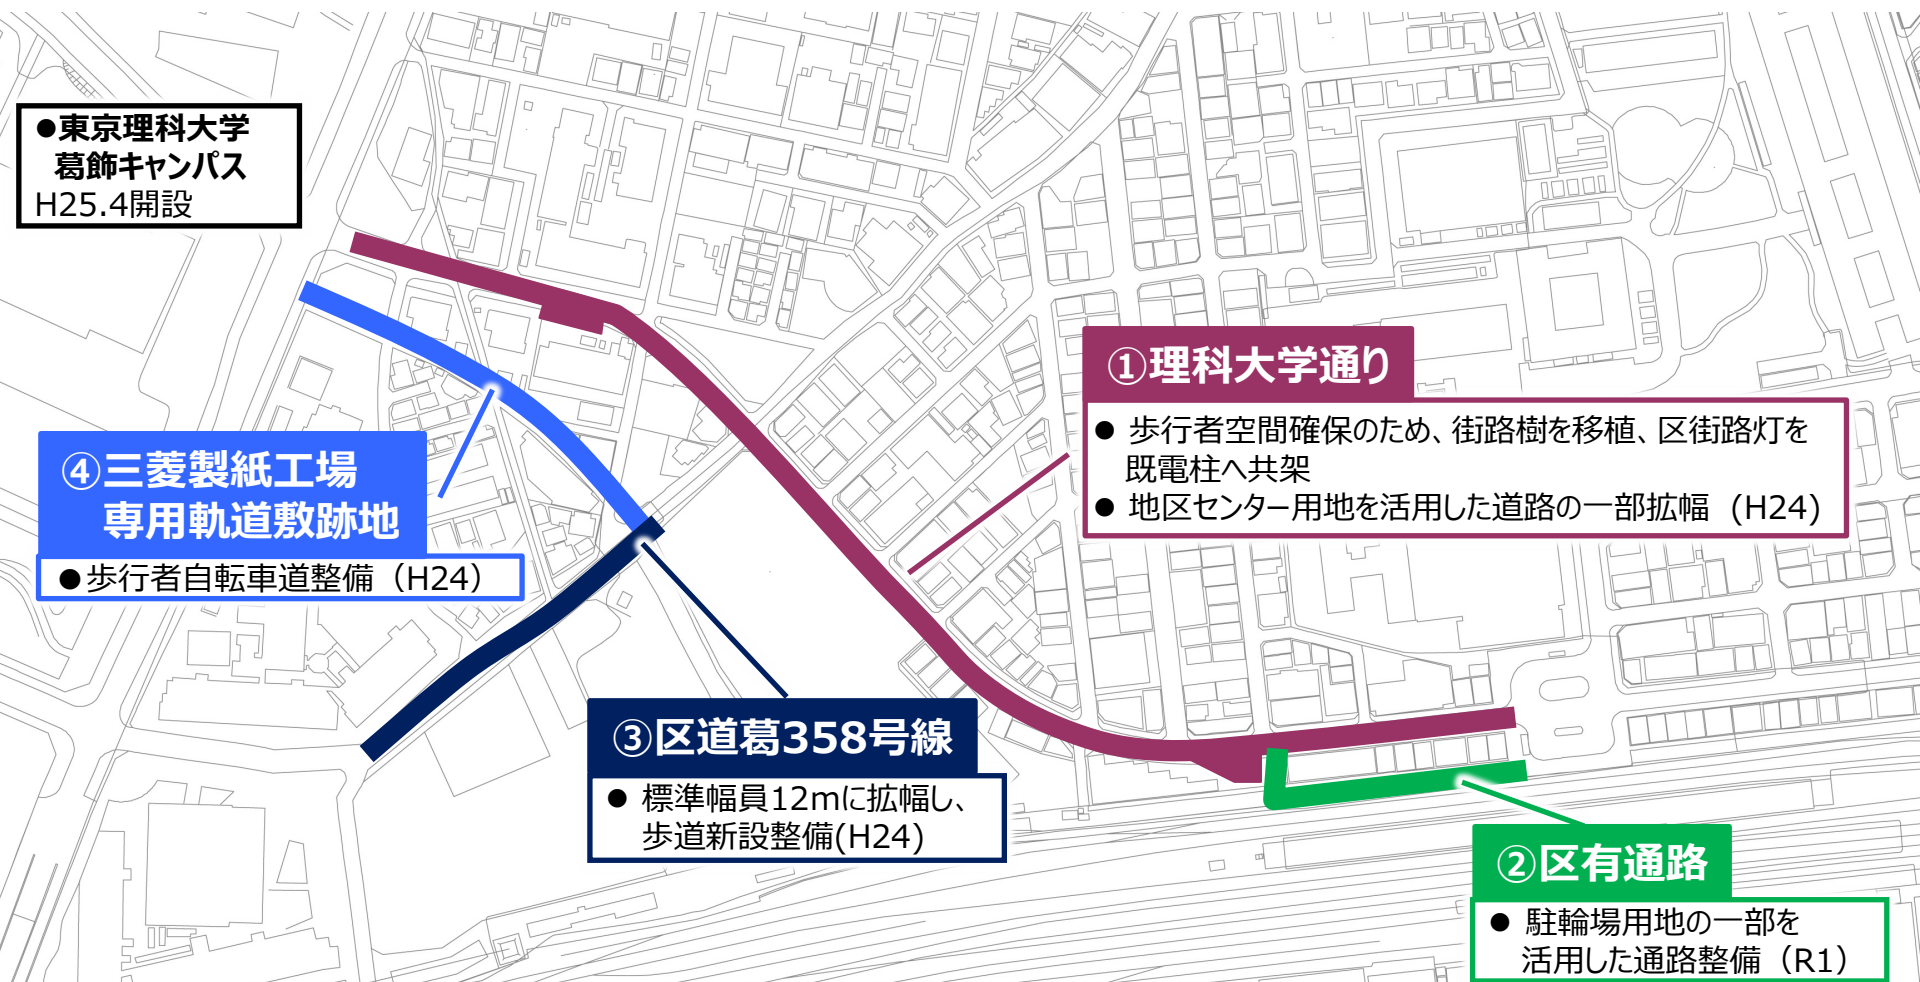 ●東京理科大学
葛飾キャンパス
H25.4開設
①理科大学通り
● 歩行者空間確保のため、街路樹を移植、区街路灯を
既電柱へ共架
● 地区センター用地を活用した道路の一部拡幅 (H24)
④三菱製紙工場
専用軌道敷跡地
●歩行者自転車道整備（H24）
③区道葛358号線
● 標準幅員12mに拡幅し、
歩道新設整備(H24)
②区有通路
● 駐輪場用地の一部を
活用した通路整備（R1）